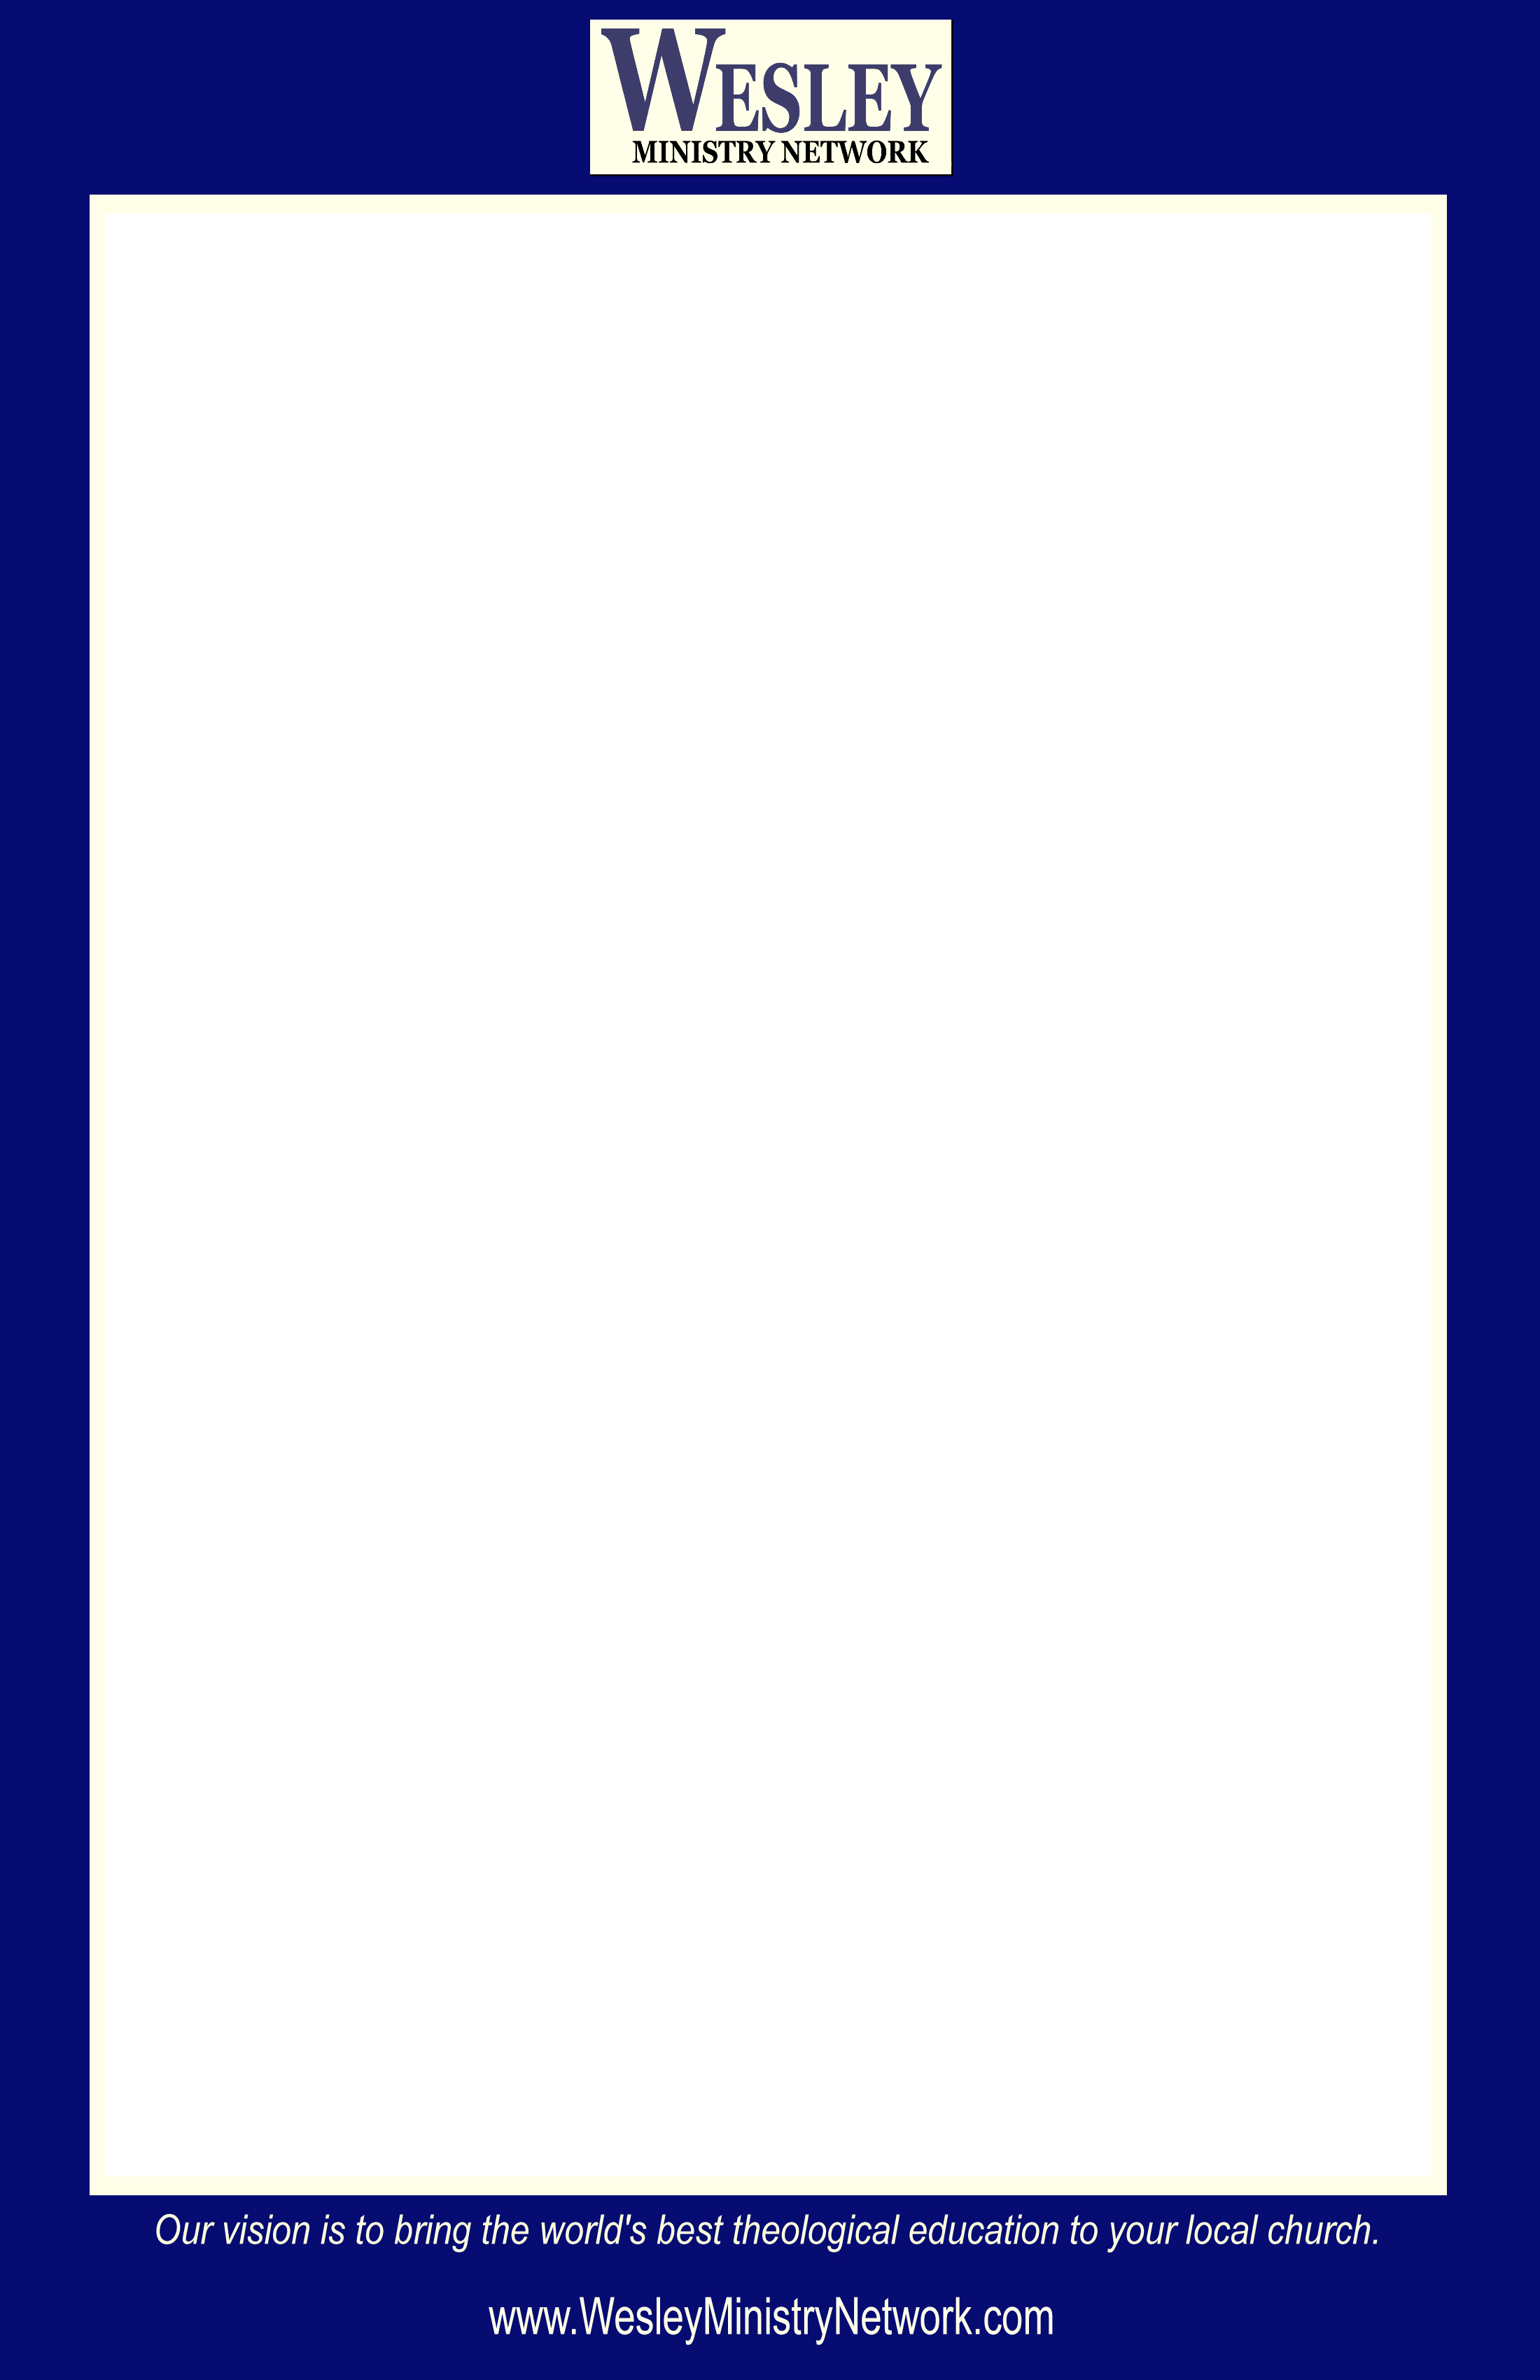 WESLEY
MINISTRY NETWORK
Our vision is to bring the world's best theological education to your local church.
www.WesleyMinistryNetwork.com